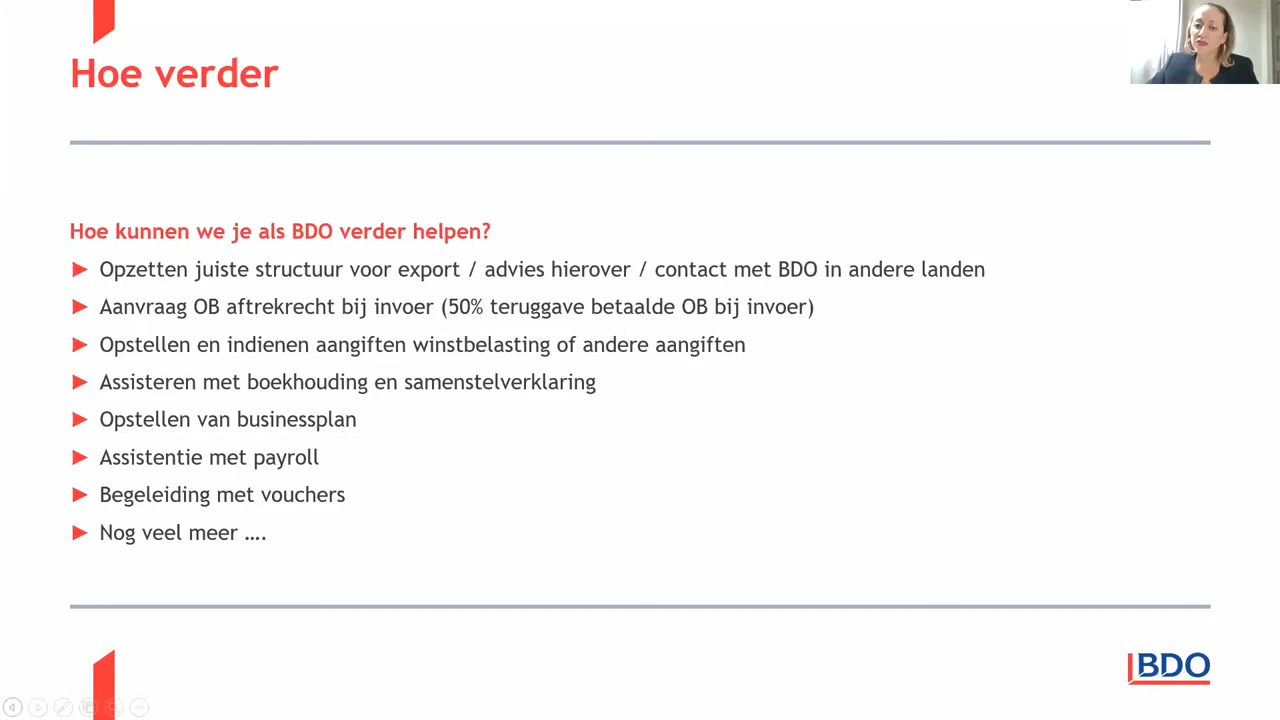 Hoe verder
Hoe kunnen we je als BDO verder helpen?
► Opzetten juiste structuur voor export / advies hierover / contact met BDO in andere landen
► Aanvraag OB aftrekrecht bij invoer (50% teruggave betaalde OB bij invoer)
► Opstellen en indienen aangiften winstbelasting of andere aangiften
► Assisteren met boekhouding en samenstelverklaring
► Opstellen van businessplan
► Assistentie met payroll
► Begeleiding met vouchers
► Nog veel meer ....
BDO